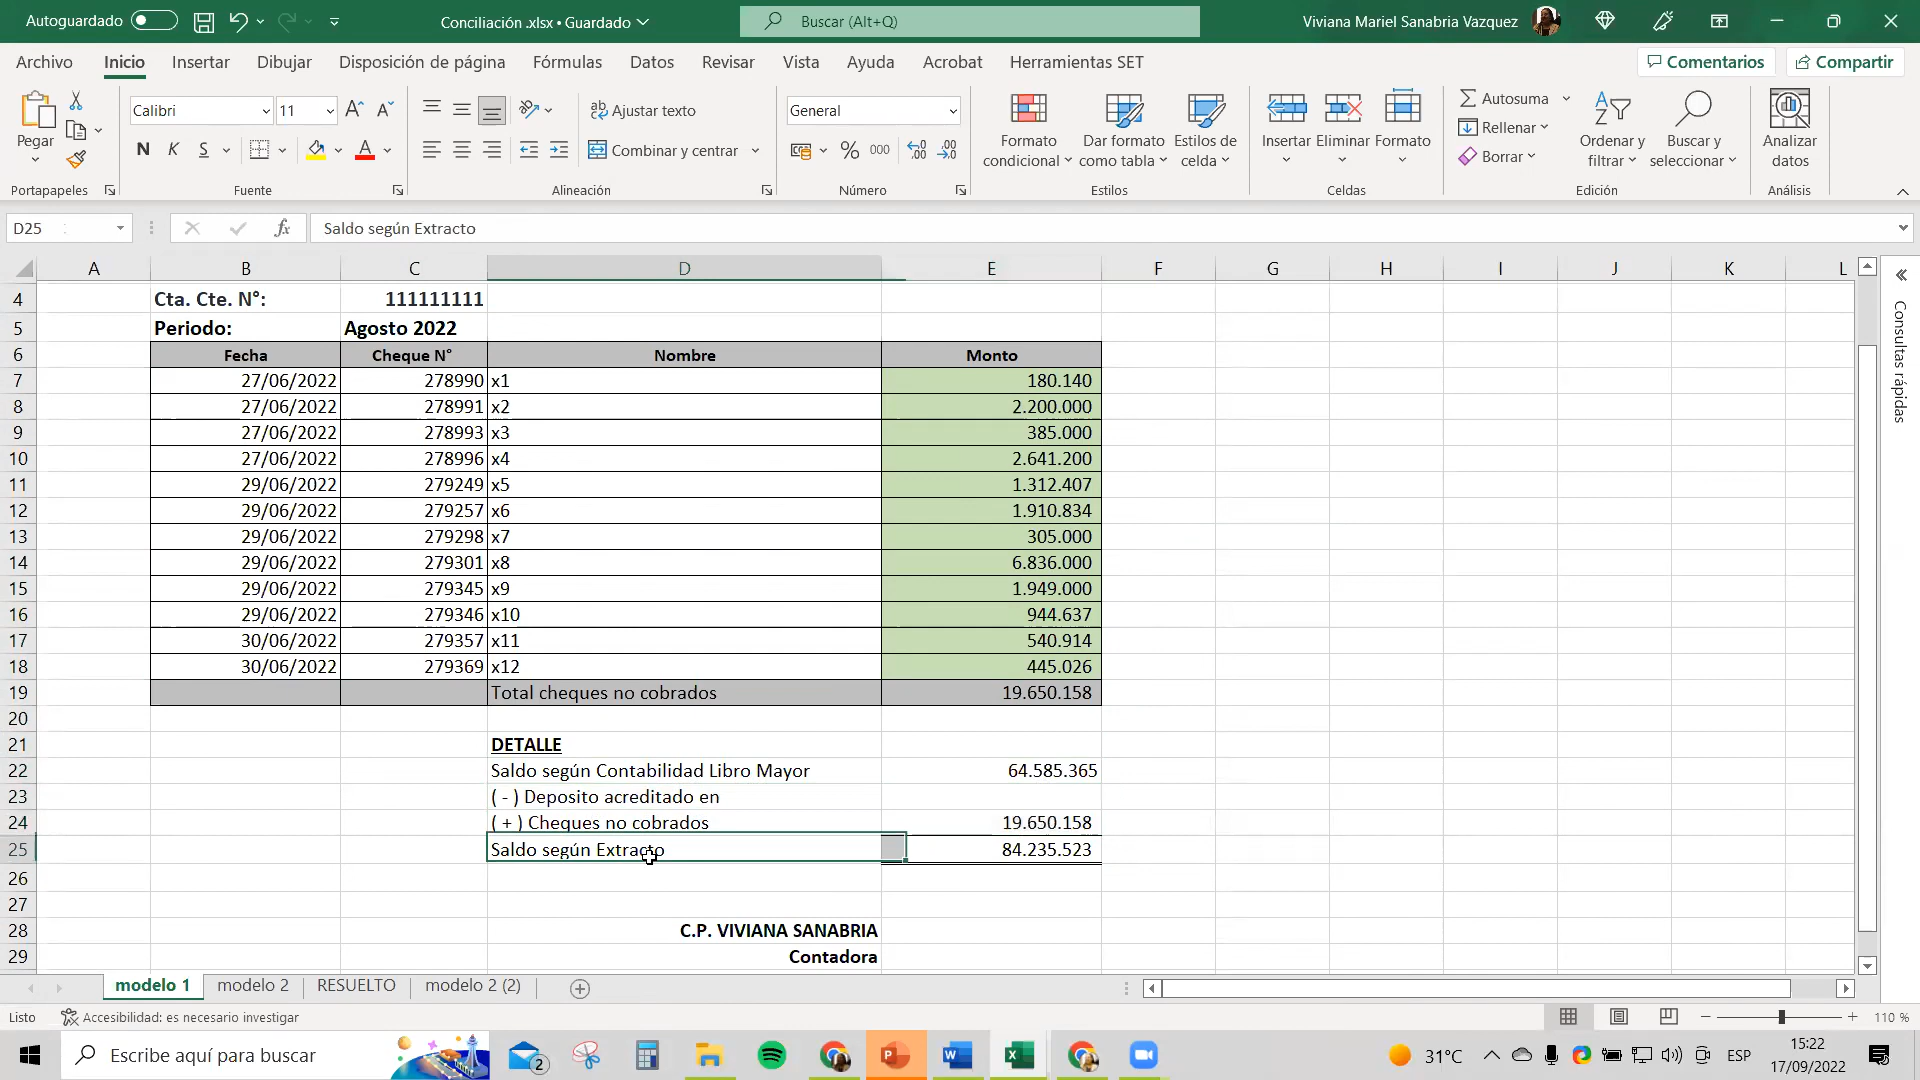 Autoguardado
Conciliación .xlsx • Guardado
Buscar (Alt+Q)
Viviana Mariel Sanabria Vazquez
Archivo Inicio Insertar Dibujar Disposición de página Fórmulas Datos Revisar Vista Ayuda Acrobat Herramientas SET
Comentarios
Compartir
Pegar
Calibri 11
N K S
Ajustar texto
Combinar y centrar
General
% 000
Formato condicional
Dar formato como tabla
Estilos de celda
Insertar
Eliminar
Formato
Autosuma
Rellenar
Borrar
Ordenar y filtrar
Buscar y seleccionar
Analizar datos
Portapapeles Fuente Alineación Número Estilos Celdas Edición Análisis
D25 fx Saldo según Extracto
A B C D E F G H I J K L
4 Cta. Cte. N°: 111111111
5 Periodo: Agosto 2022
6 Fecha Cheque N° Nombre Monto
7 27/06/2022 278990 x1 180.140
8 27/06/2022 278991 x2 2.200.000
9 27/06/2022 278993 x3 385.000
10 27/06/2022 278996 x4 2.641.200
11 29/06/2022 279249 x5 1.312.407
12 29/06/2022 279257 x6 1.910.834
13 29/06/2022 279298 x7 305.000
14 29/06/2022 279301 x8 6.836.000
15 29/06/2022 279345 x9 1.949.000
16 29/06/2022 279346 x10 944.637
17 30/06/2022 279357 x11 540.914
18 30/06/2022 279369 x12 445.026
19 Total cheques no cobrados 19.650.158
20
21 DETALLE
22 Saldo según Contabilidad Libro Mayor 64.585.365
23 ( - ) Deposito acreditado en
24 ( + ) Cheques no cobrados 19.650.158
25 Saldo según Extracto 84.235.523
26
27
28 C.P. VIVIANA SANABRIA
29 Contadora
Consultas rápidas
modelo 1 modelo 2 RESUELTO modelo 2 (2)
Listo Accesibilidad: es necesario investigar 110 %
Escribe aquí para buscar
2
31°C
ESP
15:22
17/09/2022